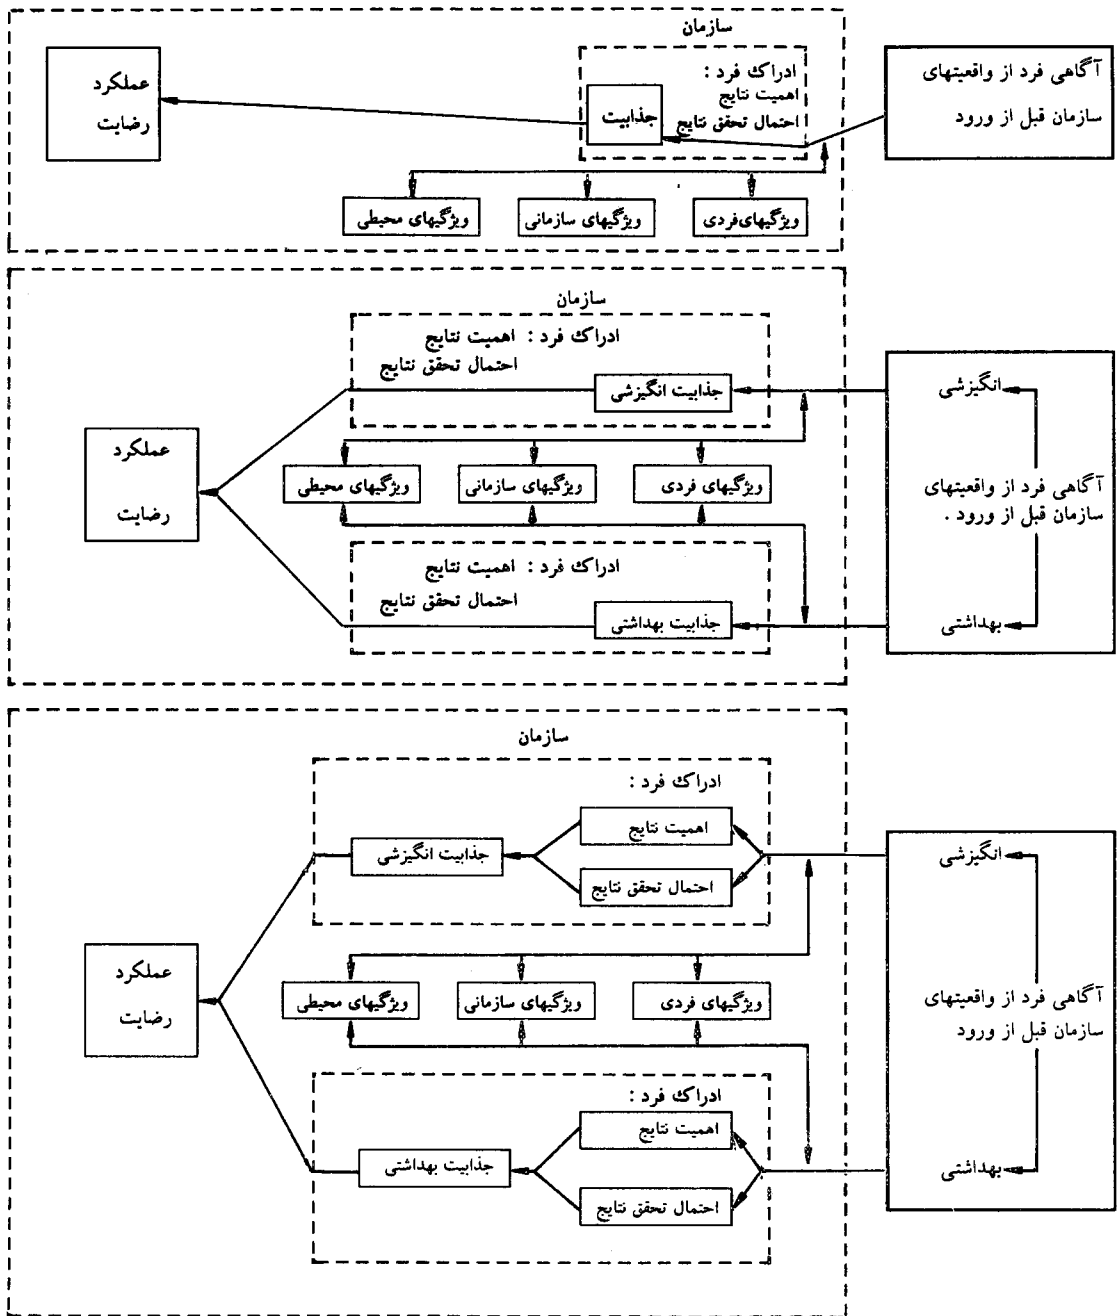 سازمان
آگاهی فرد از واقعیتهای
سازمان قبل از ورود
ادراک فرد :
اهمیت نتایج
احتمال تحقق نتایج
جذابیت
عملکرد
رضایت
ویژگیهای فردی
ویژگیهای سازمانی
ویژگیهای محیطی
سازمان
انگیزشی
آگاهی فرد از واقعیتهای
سازمان قبل از ورود .
بهداشتی
ادراک فرد : اهمیت نتایج
احتمال تحقق نتایج
جذابیت انگیزشی
ویژگیهای فردی
ویژگیهای سازمانی
ویژگیهای محیطی
عملکرد
رضایت
ادراک فرد : اهمیت نتایج
احتمال تحقق نتایج
جذابیت بهداشتی
سازمان
انگیزشی
آگاهی فرد از واقعیتهای
سازمان قبل از ورود
بهداشتی
ادراک فرد :
اهمیت نتایج
احتمال تحقق نتایج
جذابیت انگیزشی
ویژگیهای فردی
ویژگیهای سازمانی
ویژگیهای محیطی
عملکرد
رضایت
ادراک فرد :
اهمیت نتایج
احتمال تحقق نتایج
جذابیت بهداشتی